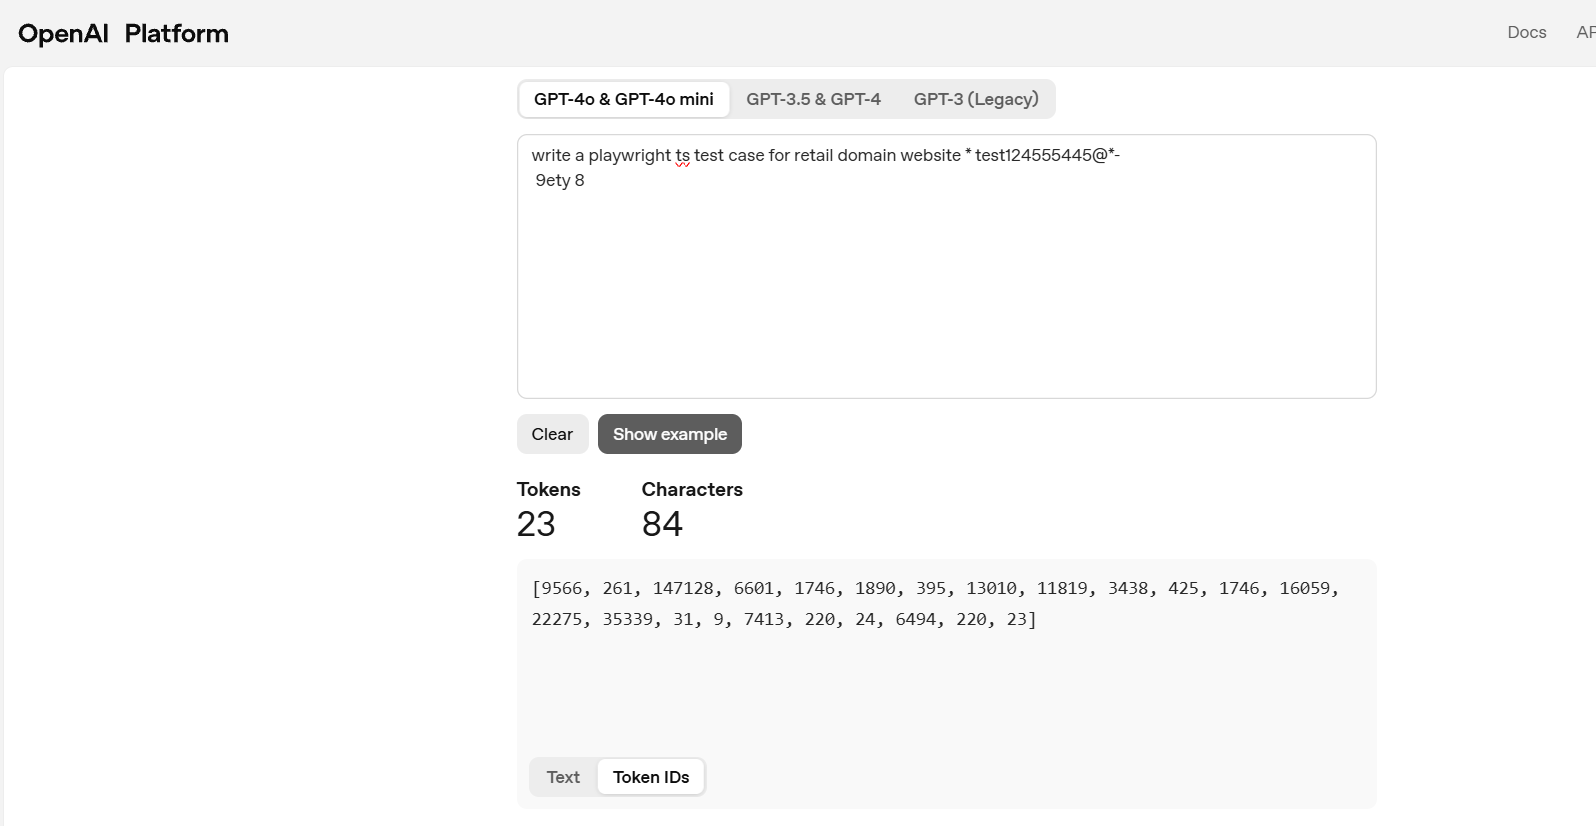 OpenAI Platform
Docs
GPT-4o & GPT-4o mini GPT-3.5 & GPT-4 GPT-3 (Legacy)
write a playwright ts test case for retail domain website * test124555445@*-
9ety 8
Clear Show example
Tokens Characters
23 84
[9566, 261, 147128, 6601, 1746, 1890, 395, 13010, 11819, 3438, 425, 1746, 16059,
22275, 35339, 31, 9, 7413, 220, 24, 6494, 220, 23]
Text Token IDs